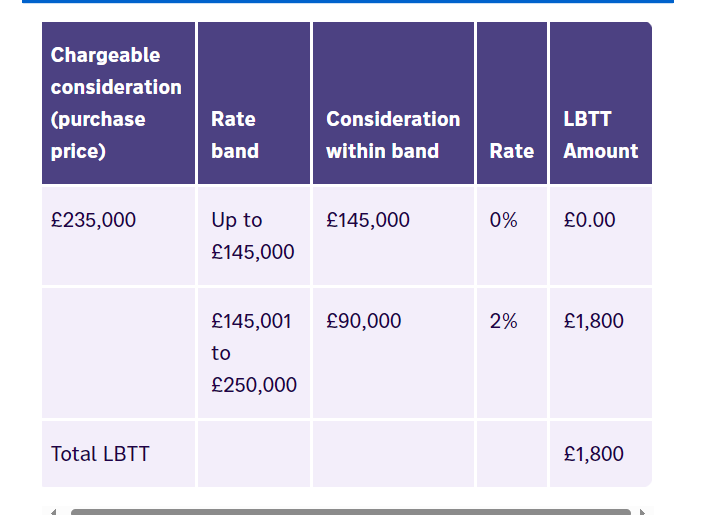 Chargeable
consideration
(purchase
price)
Rate
band
Consideration
within band
Rate
LBTT
Amount
£235,000
Up to
£145,000
£145,000
0%
£0.00
£145,001
to
£250,000
£90,000
2%
£1,800
Total LBTT
£1,800